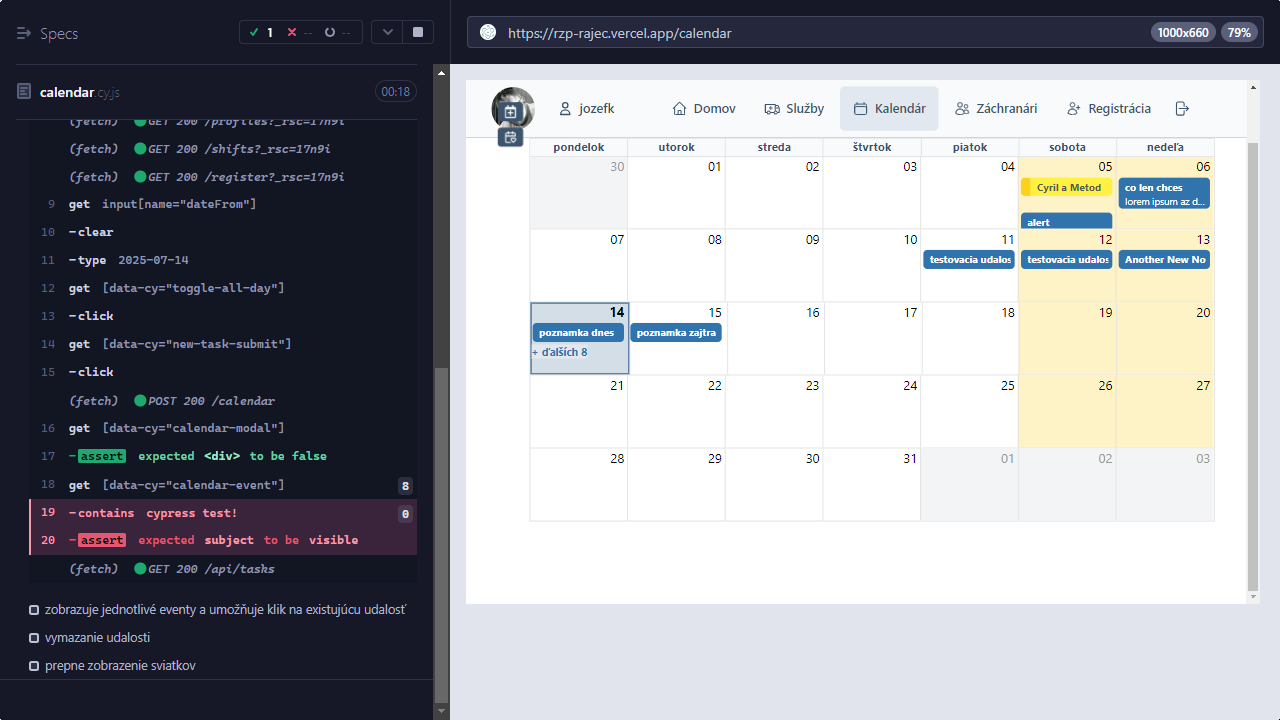 Specs
1
--
--
calendar.cy.js
00:18
(fetch) GET 200 /profiles?_rsc=17n9i
(fetch) GET 200 /shifts?_rsc=17n9i
(fetch) GET 200 /register?_rsc=17n9i
9 get input[name="dateFrom"]
10 -clear
11 -type 2025-07-14
12 get [data-cy="toggle-all-day"]
13 -click
14 get [data-cy="new-task-submit"]
15 -click
(fetch) POST 200 /calendar
16 get [data-cy="calendar-modal"]
17 -assert expected <div> to be false
18 get [data-cy="calendar-event"] 8
19 -contains cypress test! 0
20 -assert expected subject to be visible
(fetch) GET 200 /api/tasks
zobrazuje jednotlivé eventy a umožňuje klik na existujúcu udalosť
vymazanie udalosti
prepne zobrazenie sviatkov
https://rzp-rajec.vercel.app/calendar
1000x660
79%
jozefk
Domov
Služby
Kalendár
Záchranári
Registrácia
pondelok utorok streda štvrtok piatok sobota nedeľa
30 01 02 03 04 05 06
Cyril a Metod
co len chces
lorem ipsum az d...
alert
07 08 09 10 11 12 13
testovacia udalos
testovacia udalos
Another New No
14 15 16 17 18 19 20
poznamka dnes
poznamka zajtra
+ ďalších 8
21 22 23 24 25 26 27
28 29 30 31 01 02 03